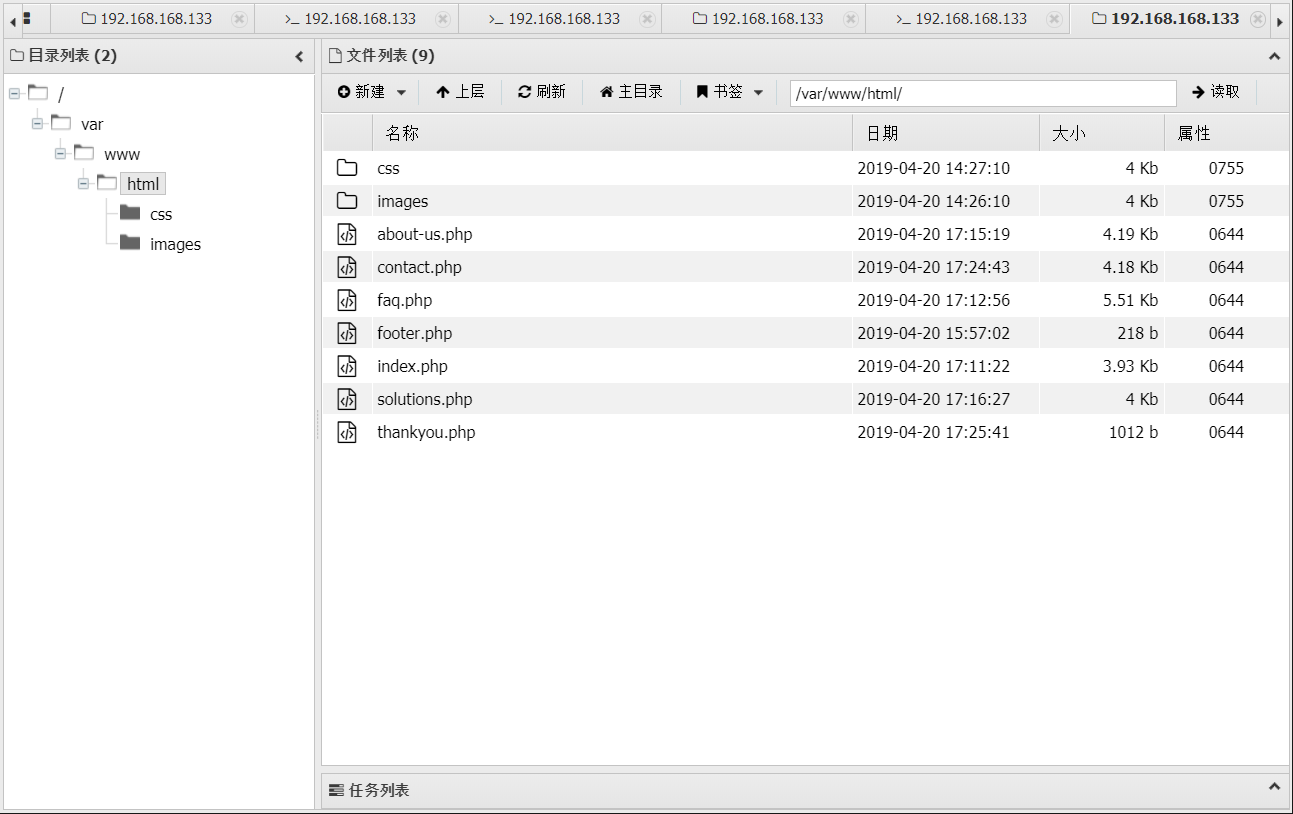 192.168.168.133 >_ 192.168.168.133 >_ 192.168.168.133 192.168.168.133 >_ 192.168.168.133 192.168.168.133
目录列表 (2)
文件列表 (9)
新建 上层 刷新 主目录 书签 /var/www/html/ 读取
/
var
www
html
css
images
名称 日期 大小 属性
css 2019-04-20 14:27:10 4 Kb 0755
images 2019-04-20 14:26:10 4 Kb 0755
about-us.php 2019-04-20 17:15:19 4.19 Kb 0644
contact.php 2019-04-20 17:24:43 4.18 Kb 0644
faq.php 2019-04-20 17:12:56 5.51 Kb 0644
footer.php 2019-04-20 15:57:02 218 b 0644
index.php 2019-04-20 17:11:22 3.93 Kb 0644
solutions.php 2019-04-20 17:16:27 4 Kb 0644
thankyou.php 2019-04-20 17:25:41 1012 b 0644
任务列表